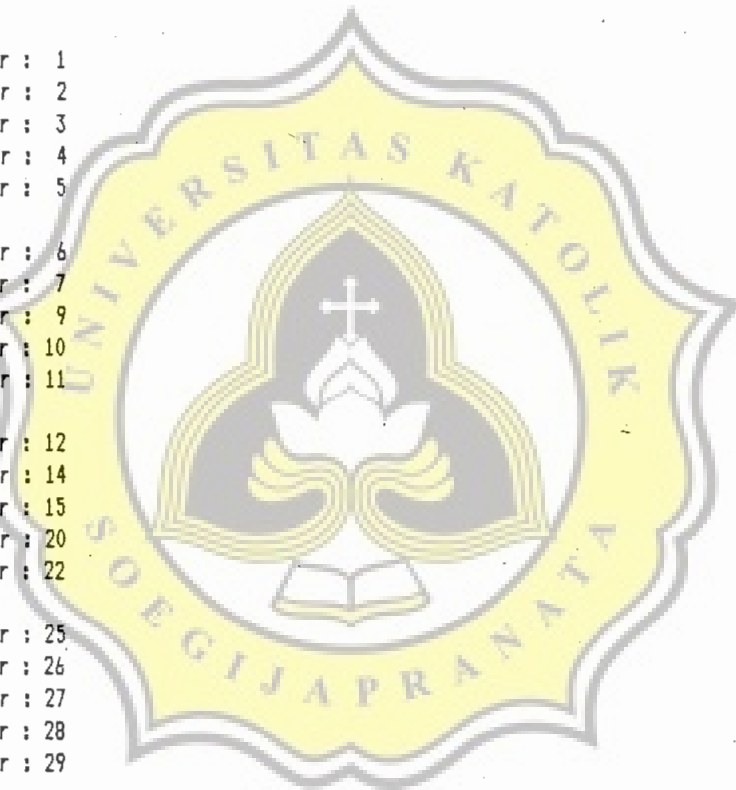 r : 1
r : 2
r : 3
r : 4
r : 5
r : 6
r : 7
r : 9
r : 10
r : 11
r : 12
r : 14
r : 15
r : 20
r : 22
r : 25
r : 26
r : 27
r : 28
r : 29
UNIVERSITAS KATOLIK
SOEGIJAPRANATA